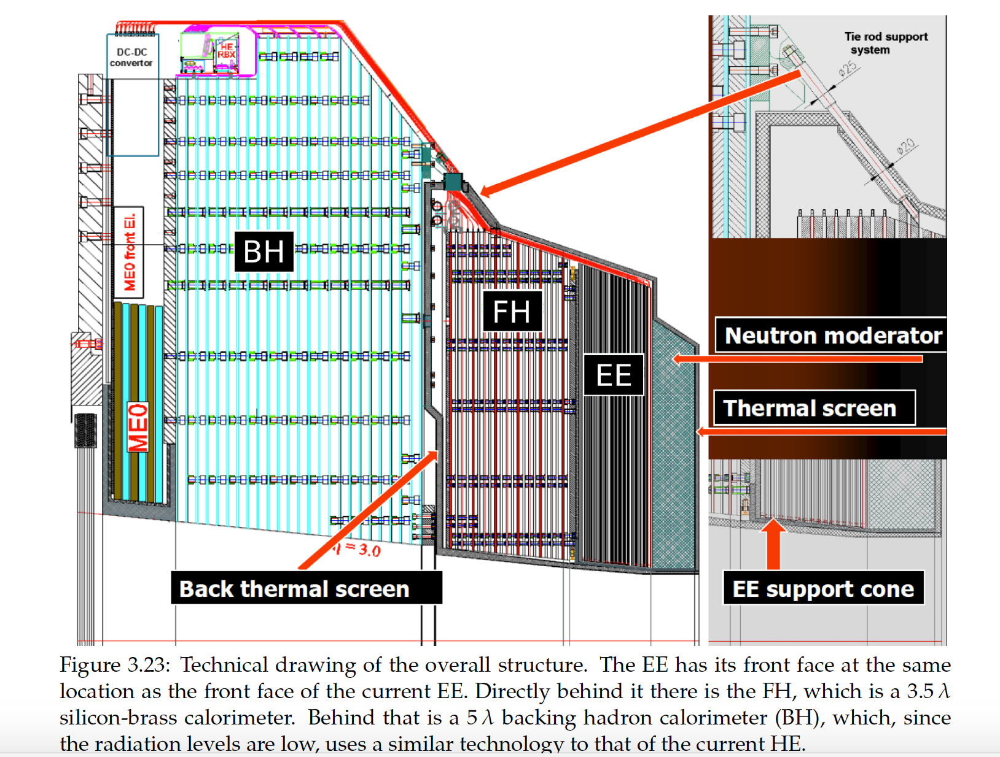 DC-DC
convertor
HE
RBX
Tie rod support
system
ø25
ø20
ME0 front El.
BH
FH
EE
Neutron moderator
Thermal screen
ME0
η = 3.0
Back thermal screen
EE support cone
Figure 3.23: Technical drawing of the overall structure. The EE has its front face at the same
location as the front face of the current EE. Directly behind it there is the FH, which is a 3.5 λ
silicon-brass calorimeter. Behind that is a 5 λ backing hadron calorimeter (BH), which, since
the radiation levels are low, uses a similar technology to that of the current HE.